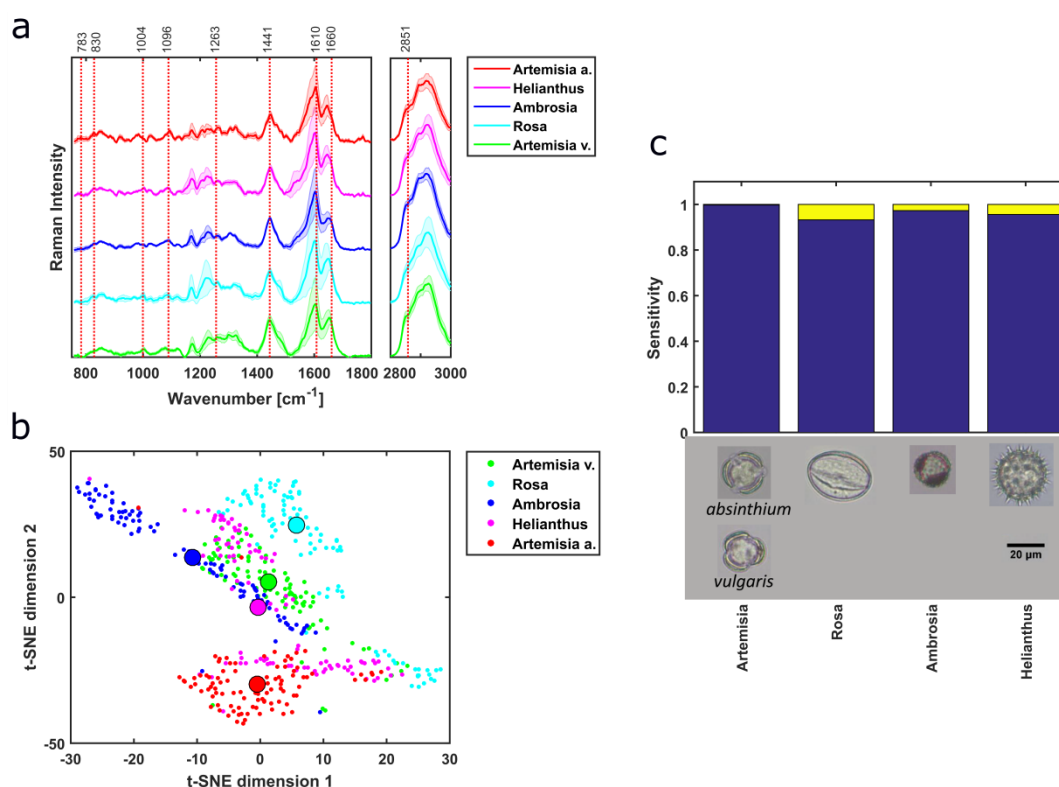 a
783
830
1004
1096
1263
1441
1610
1660
2851
Artemisia a.
Helianthus
Ambrosia
Rosa
Artemisia v.
Raman Intensity
800 1000 1200 1400 1600 1800 2800 3000
Wavenumber [cm-1]
b
50
0
-50
t-SNE dimension 2
-30 -20 -10 0 10 20 30
t-SNE dimension 1
Artemisia v.
Rosa
Ambrosia
Helianthus
Artemisia a.
c
1
0.8
0.6
0.4
0.2
0
Sensitivity
absinthium
vulgaris
20 µm
Artemisia
Rosa
Ambrosia
Helianthus